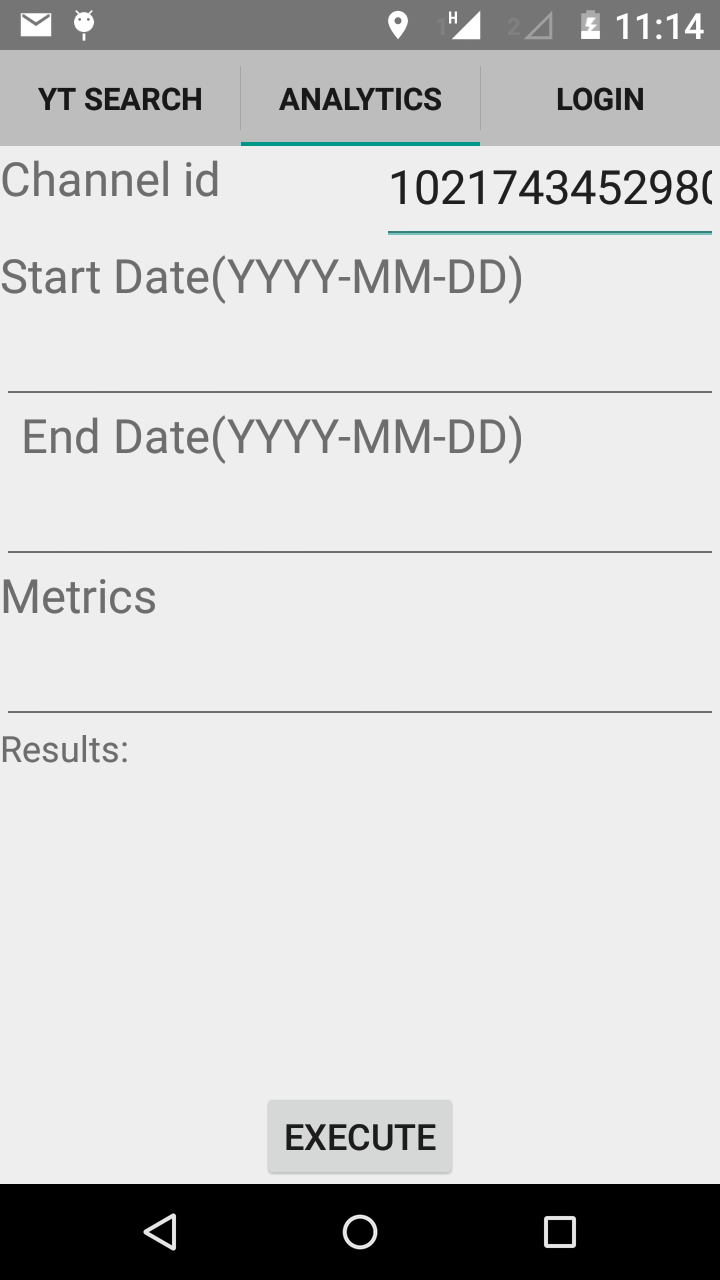 H 11:14
YT SEARCH ANALYTICS LOGIN
Channel id 1021743452980
Start Date(YYYY-MM-DD)
End Date(YYYY-MM-DD)
Metrics
Results:
EXECUTE